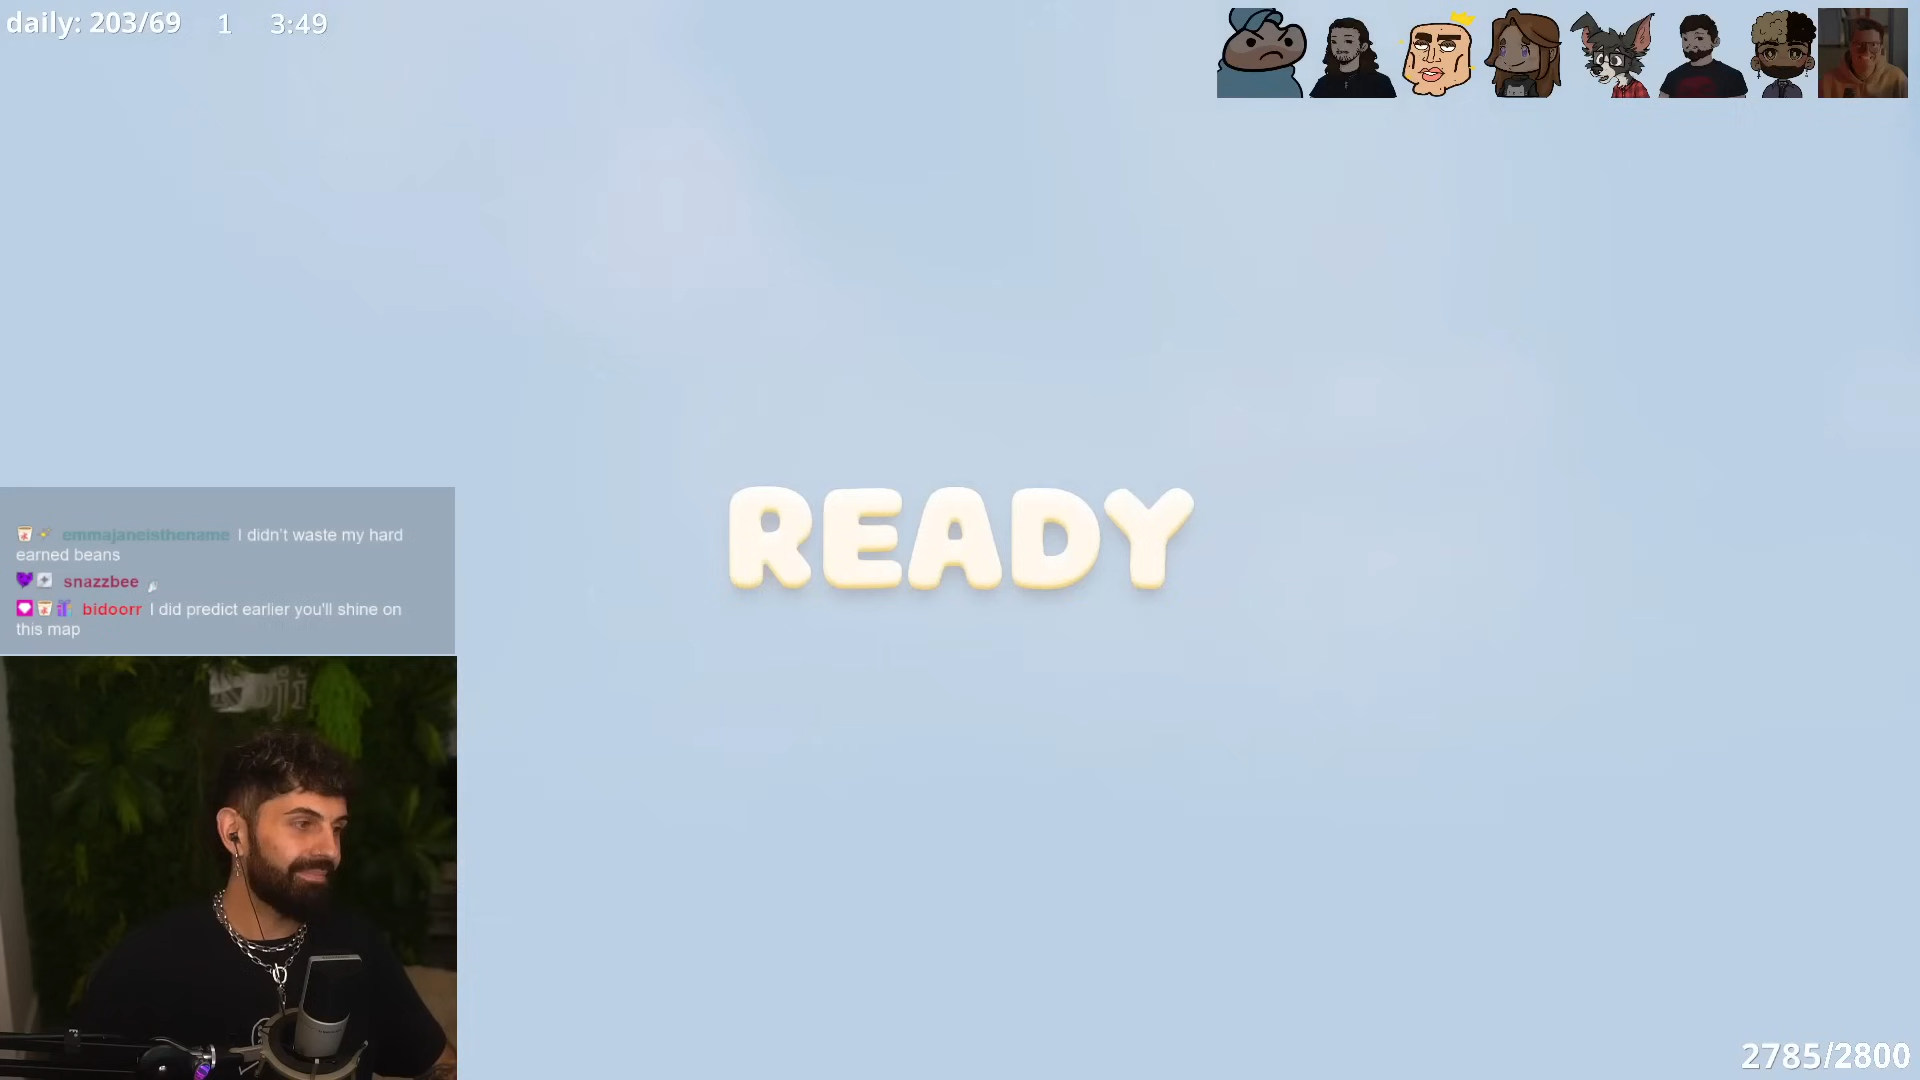 daily: 203/69 1 3:49
READY
emmajaneisthename I didn't waste my hard
earned beans
snazzbee
bidoorr I did predict earlier you'll shine on
this map
2785/2800